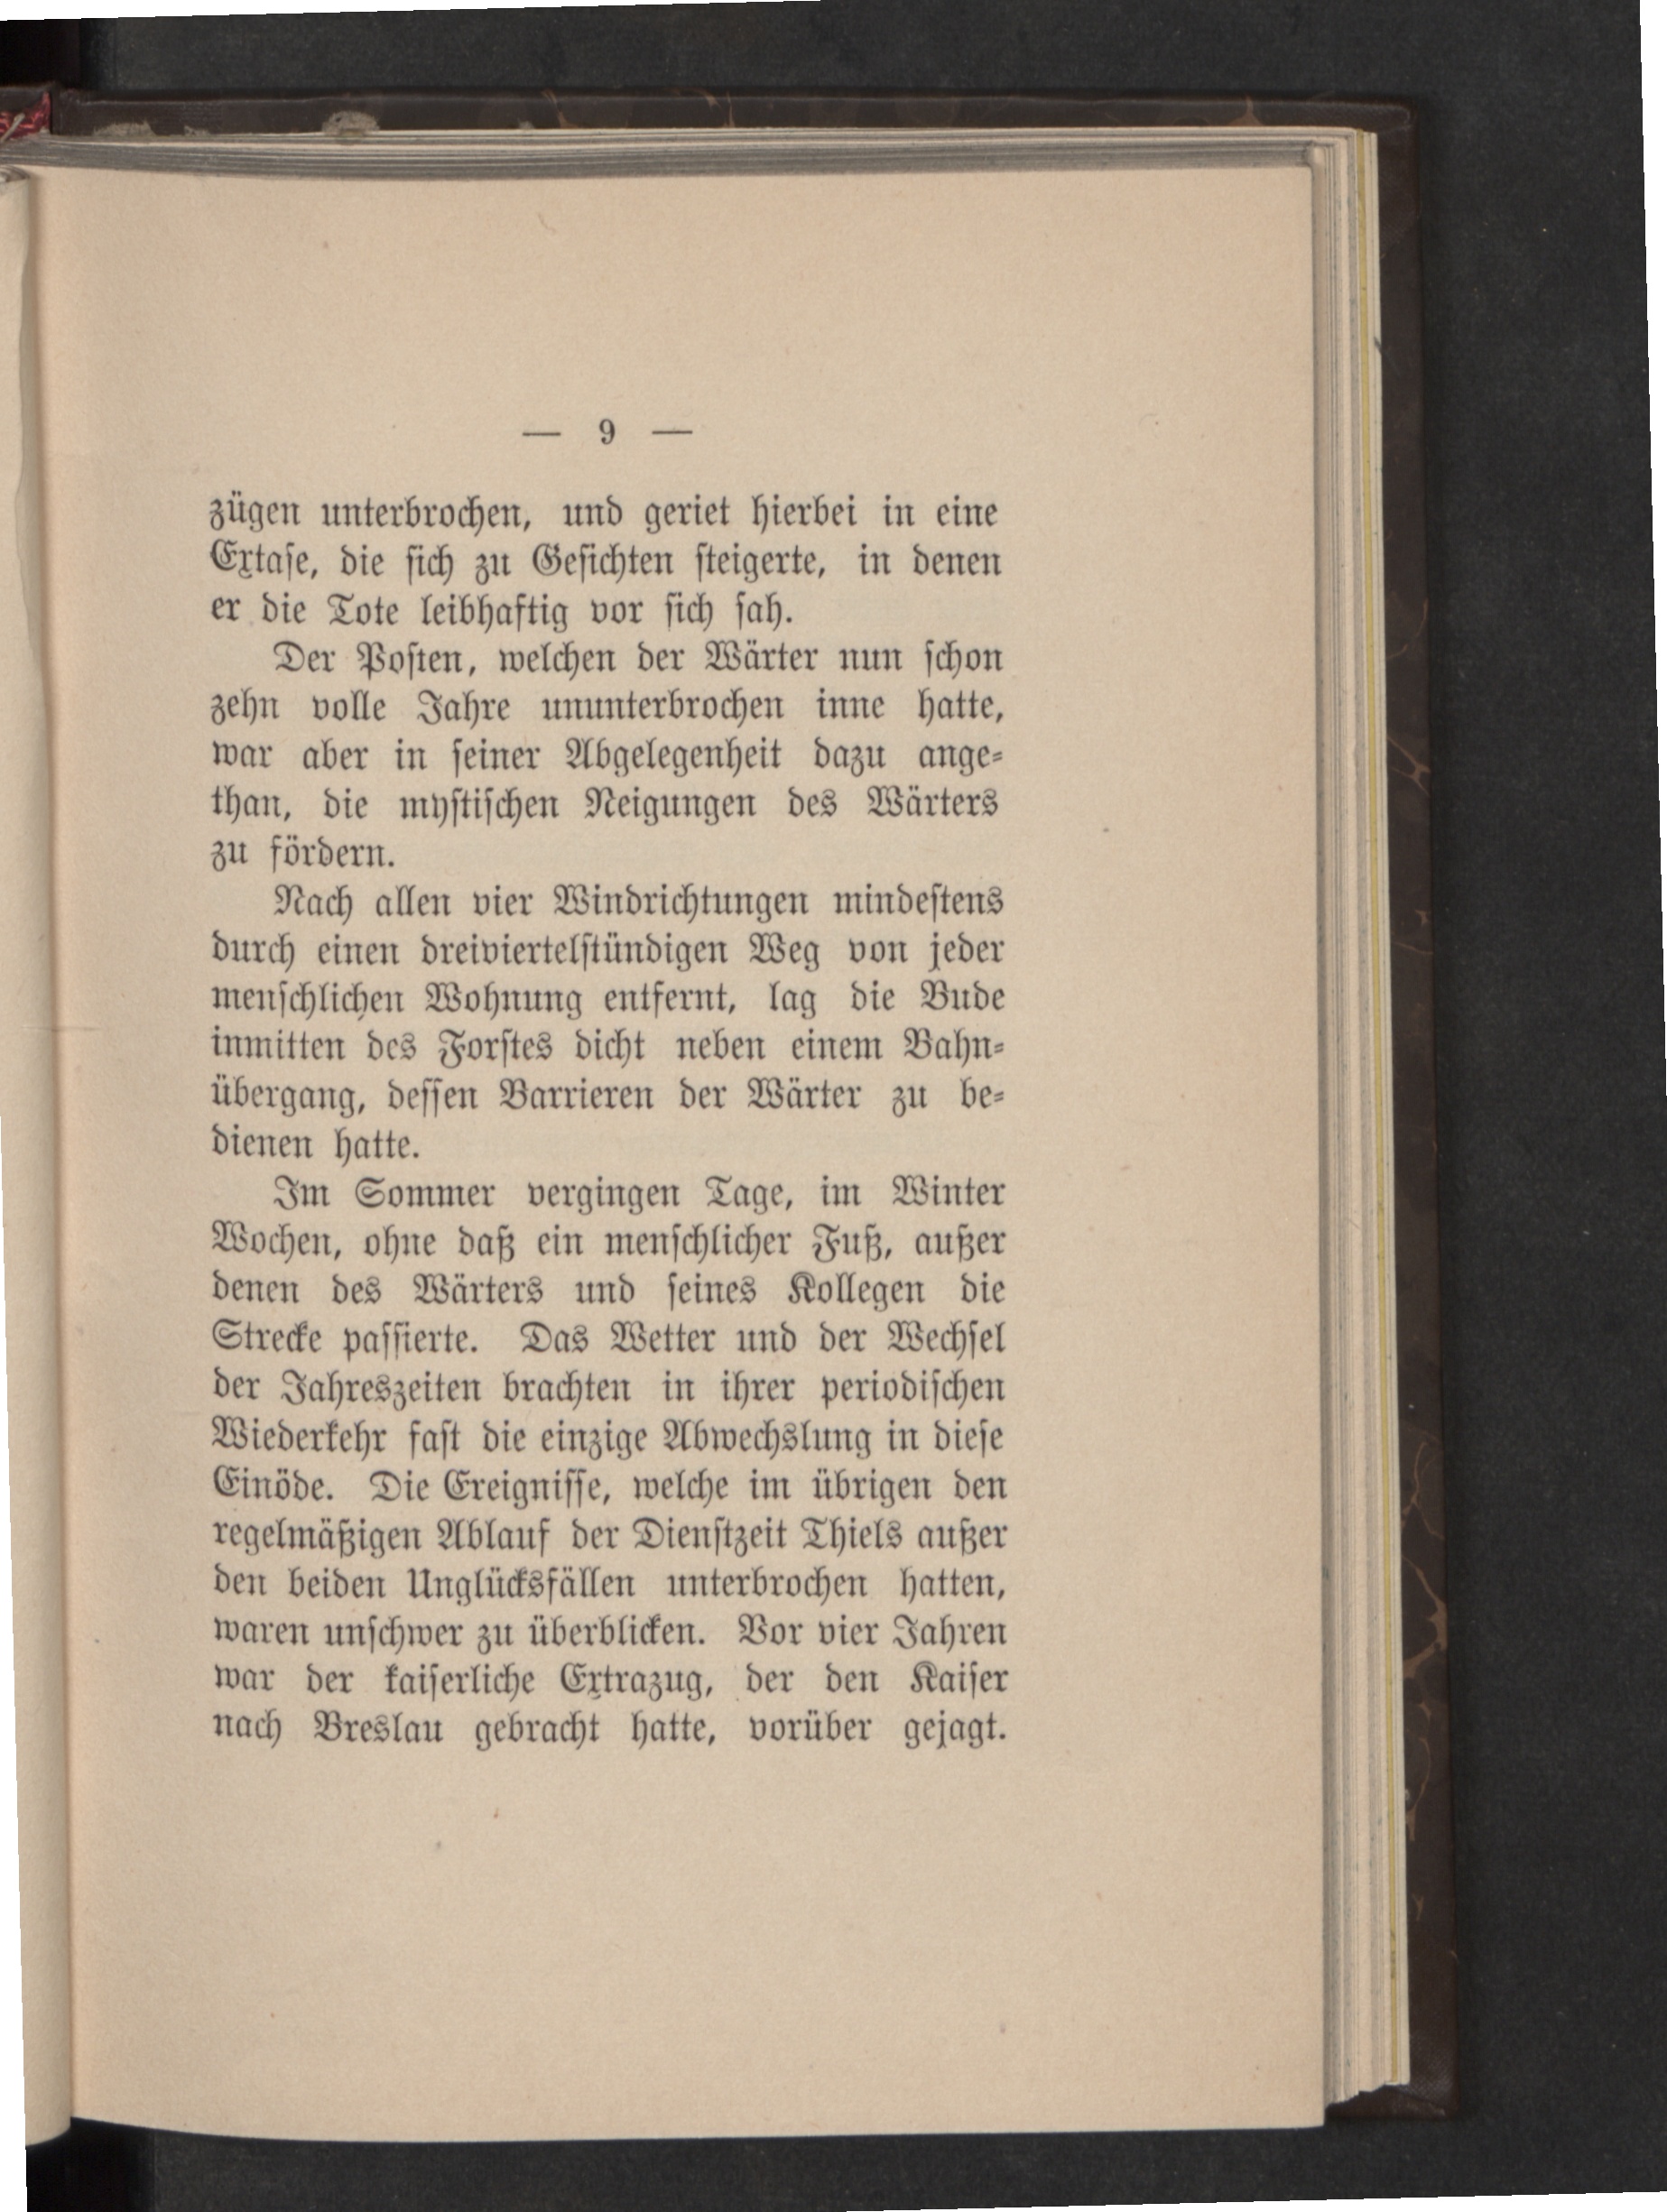 — 9 —
zügen unterbrochen, und geriet hierbei in eine
Extaſe, die ſich zu Geſichten ſteigerte, in denen
er die Tote leibhaftig vor ſich ſah.
Der Poſten, welchen der Wärter nun ſchon
zehn volle Jahre ununterbrochen inne hatte,
war aber in ſeiner Abgelegenheit dazu ange-
than, die myſtiſchen Neigungen des Wärters
zu fördern.
Nach allen vier Windrichtungen mindeſtens
durch einen dreiviertelſtündigen Weg von jeder
menſchlichen Wohnung entfernt, lag die Bude
inmitten des Forſtes dicht neben einem Bahn-
übergang, deſſen Barrieren der Wärter zu be-
dienen hatte.
Im Sommer vergingen Tage, im Winter
Wochen, ohne daß ein menſchlicher Fuß, außer
denen des Wärters und ſeines Kollegen die
Strecke paſſierte. Das Wetter und der Wechſel
der Jahreszeiten brachten in ihrer periodiſchen
Wiederkehr faſt die einzige Abwechslung in dieſe
Einöde. Die Ereigniſſe, welche im übrigen den
regelmäßigen Ablauf der Dienſtzeit Thiels außer
den beiden Unglücksfällen unterbrochen hatten,
waren unſchwer zu überblicken. Vor vier Jahren
war der kaiſerliche Extrazug, der den Kaiſer
nach Breslau gebracht hatte, vorüber gejagt.